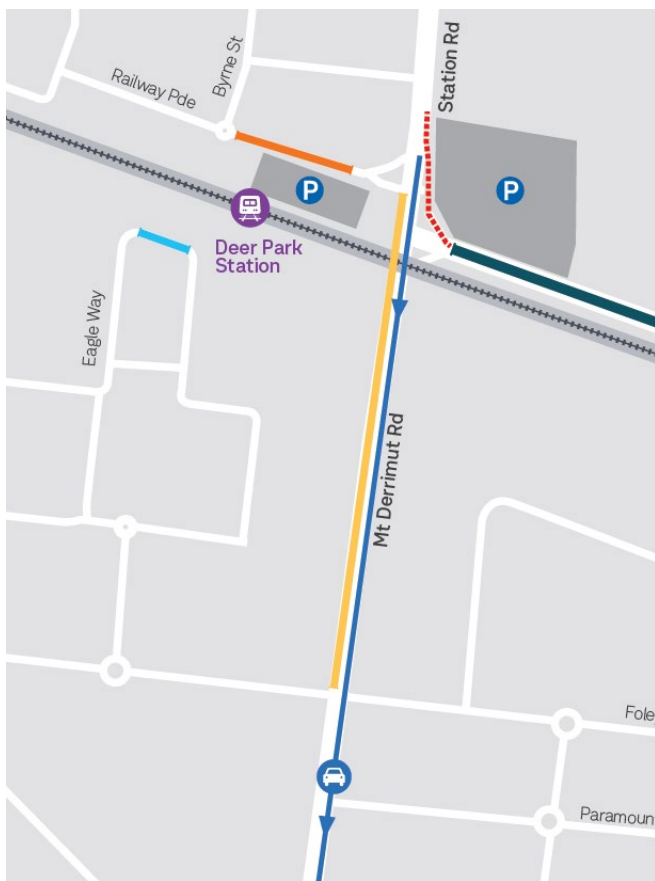 Byrne St
Station Rd
Railway Pde
P
P
Deer Park
Station
Eagle Way
Mt Derrimut Rd
Fole
Paramoun